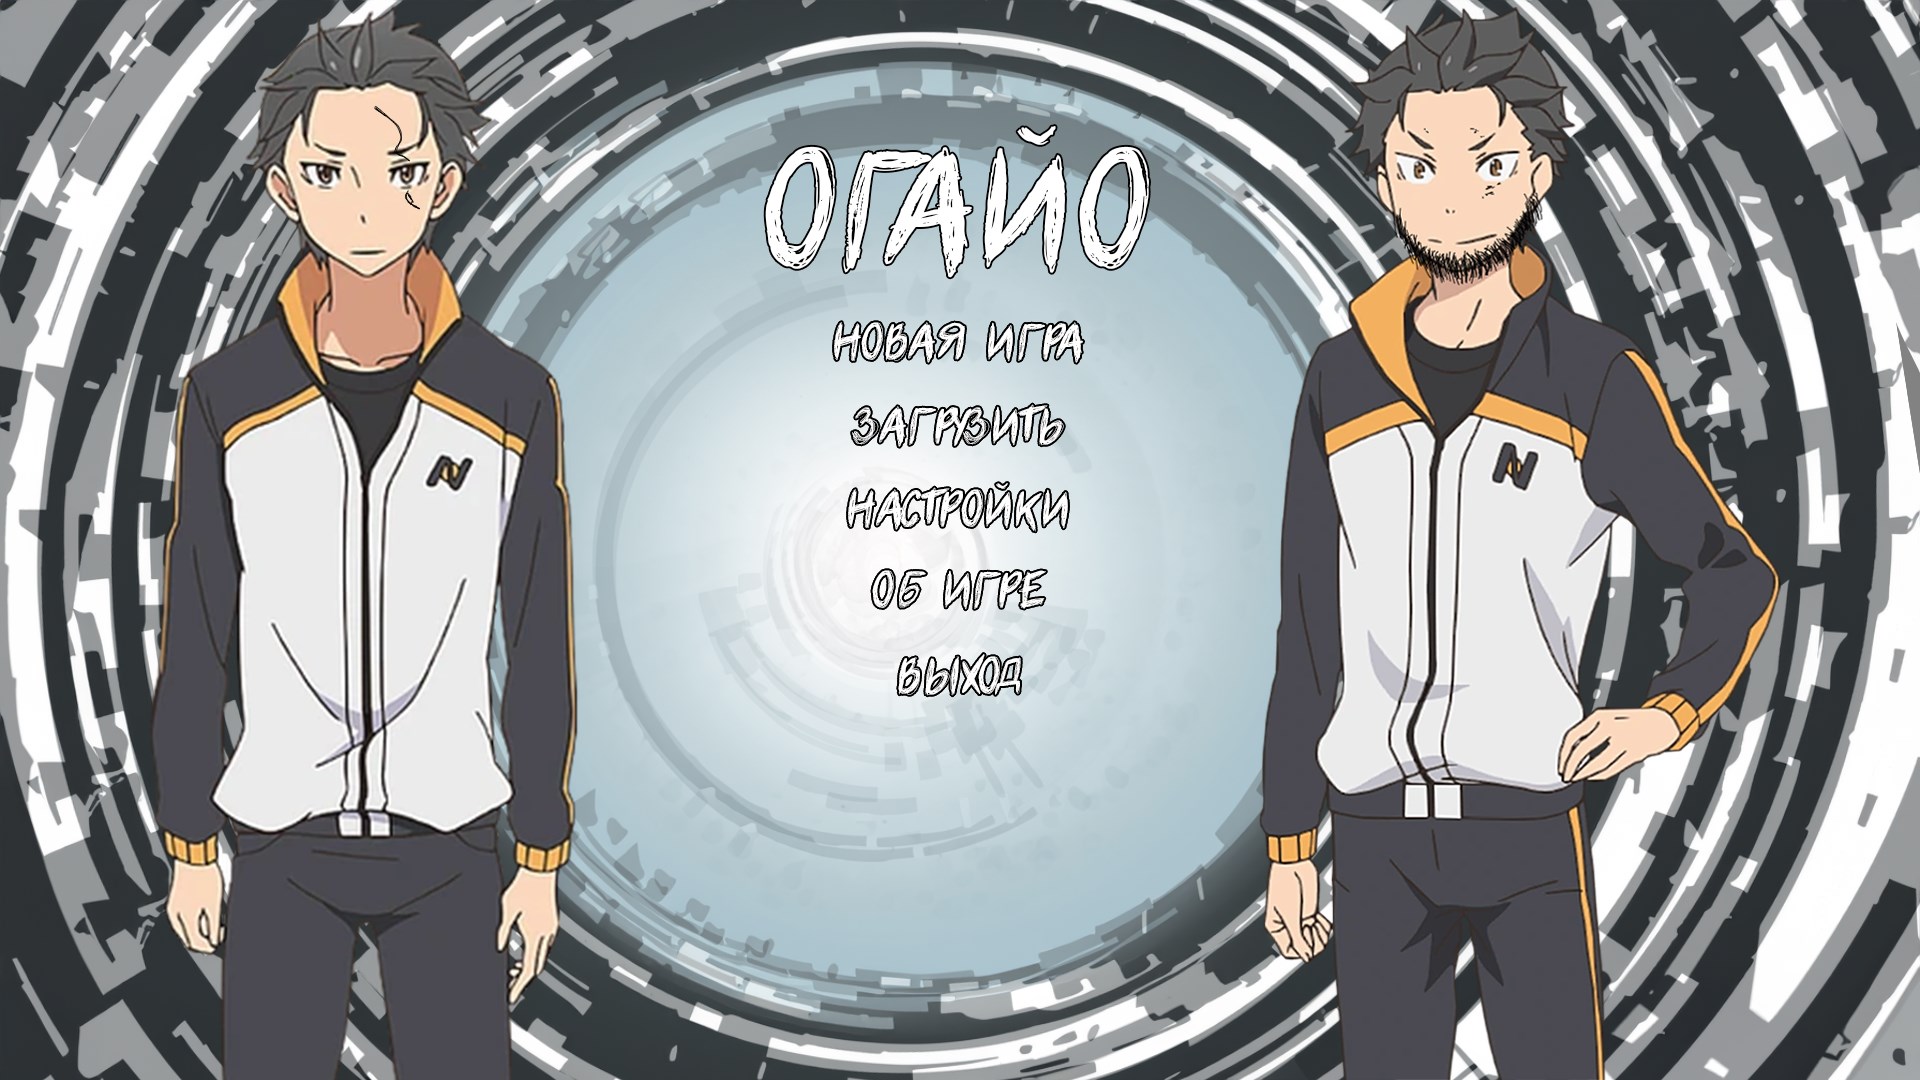 ОГАЙО
НОВАЯ ИГРА
ЗАГРУЗИТЬ
НАСТРОЙКИ
ОБ ИГРЕ
ВЫХОД
N
N